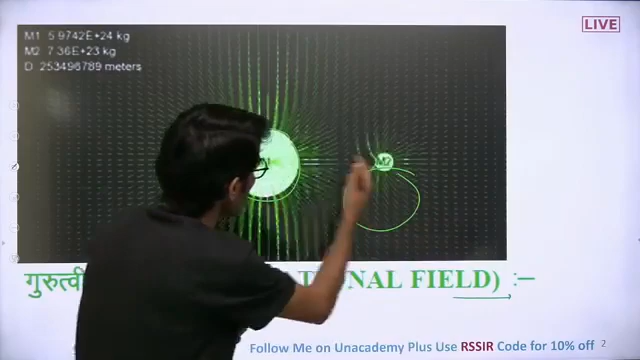 LIVE
M1 5.9742E+24 kg
M2 7.36E+23 kg
D 253496789 meters
M2
FIELD) :-
Follow Me on Unacademy Plus Use RSSIR Code for 10% off 2